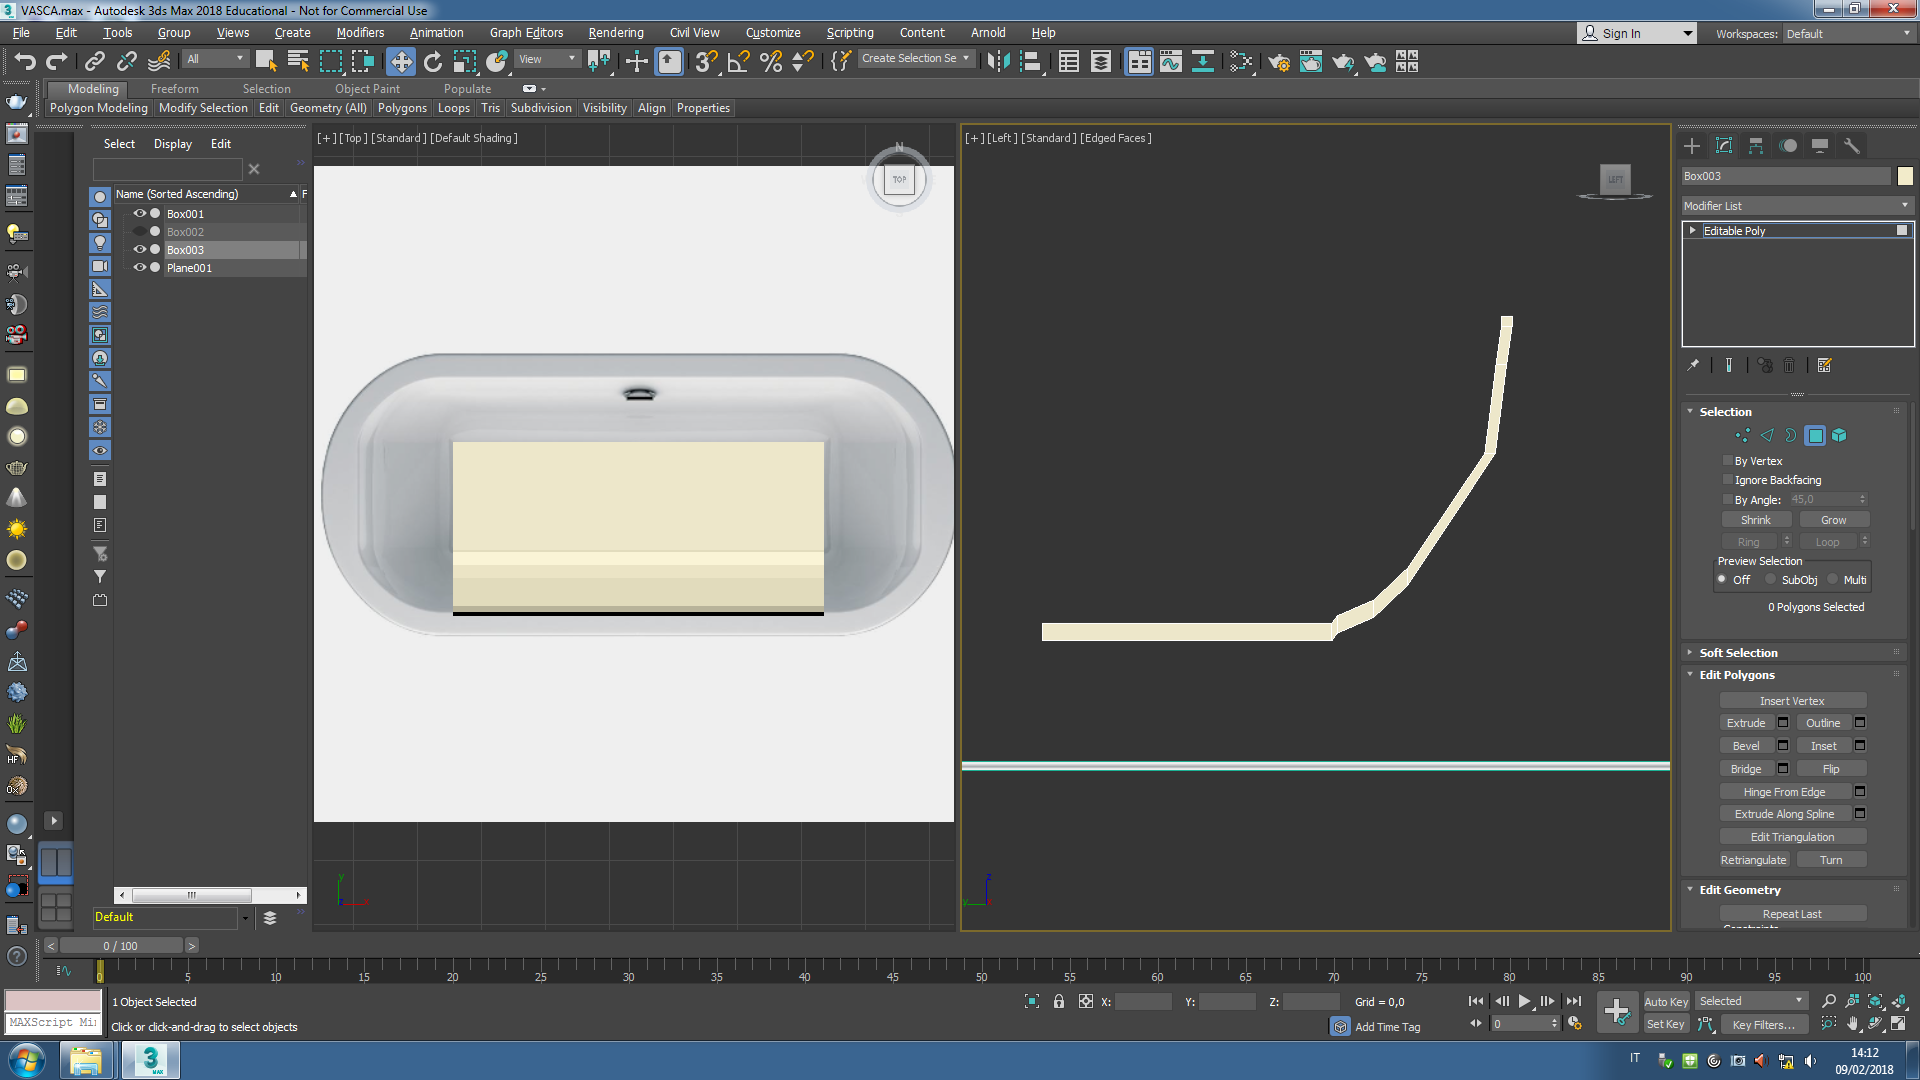 VASCA.max - Autodesk 3ds Max 2018 Educational - Not for Commercial Use
File Edit Tools Group Views Create Modifiers Animation Graph Editors Rendering Civil View Customize Scripting Content Arnold Help
Sign In Workspaces: Default
All View Create Selection Se
Modeling Freeform Selection Object Paint Populate
Polygon Modeling Modify Selection Edit Geometry (All) Polygons Loops Tris Subdivision Visibility Align Properties
Select Display Edit
Name (Sorted Ascending) F
Box001
Box002
Box003
Plane001
Default
[+] [Top ] [Standard ] [Default Shading ]
N
TOP
y
[+] [Left ] [Standard ] [Edged Faces ]
LEFT
z
y
Box003
Modifier List
Editable Poly
Selection
By Vertex
Ignore Backfacing
By Angle: 45,0
Shrink Grow
Ring Loop
Preview Selection
Off SubObj Multi
0 Polygons Selected
Soft Selection
Edit Polygons
Insert Vertex
Extrude Outline
Bevel Inset
Bridge Flip
Hinge From Edge
Extrude Along Spline
Edit Triangulation
Retriangulate Turn
Edit Geometry
Repeat Last
HF
< 0 / 100 >
0 5 10 15 20 25 30 35 40 45 50 55 60 65 70 75 80 85 90 95 100
1 Object Selected X: Y: Z: Grid = 0,0
Auto Key Selected
MAXScript Mi
Click or click-and-drag to select objects
Add Time Tag
0
Set Key Key Filters...
3
MAX
IT
14:12
09/02/2018